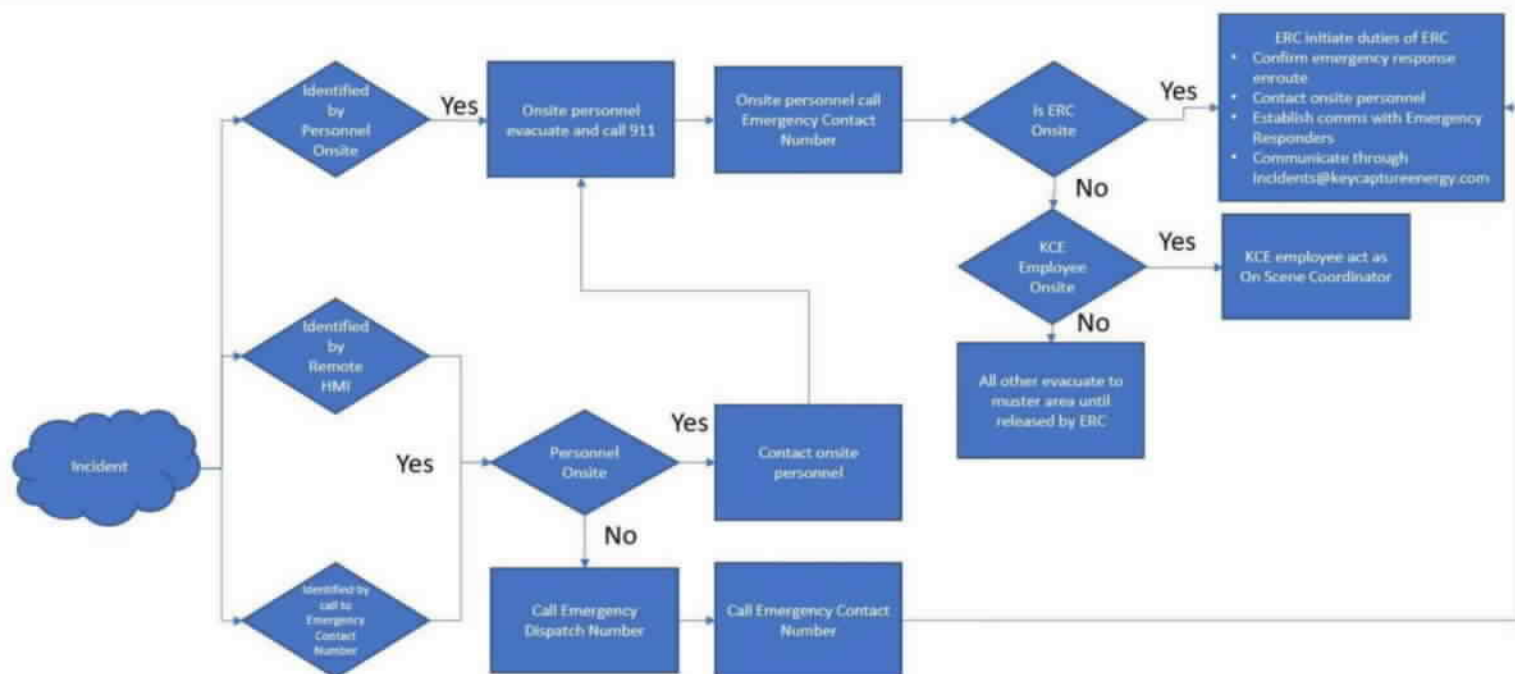 Identified
by
Personnel
Onsite
Yes
Onsite personnel
evacuate and call 911
Onsite personnel call
Emergency Contact
Number
Is ERC
Onsite
Yes
ERC initiate duties of ERC
• Confirm emergency response
enroute
• Contact onsite personnel
• Establish comms with Emergency
Responders
• Communicate through
incidents@keycaptureenergy.com
No
KCE
Employee
Onsite
Yes
KCE employee act as
On Scene Coordinator
No
All other evacuate to
muster area until
released by ERC
Identified
by
Remote
HMI
Incident
Yes
Personnel
Onsite
Yes
Contact onsite
personnel
No
Identified by
call to
Emergency
Contact
Number
Call Emergency
Dispatch Number
Call Emergency Contact
Number